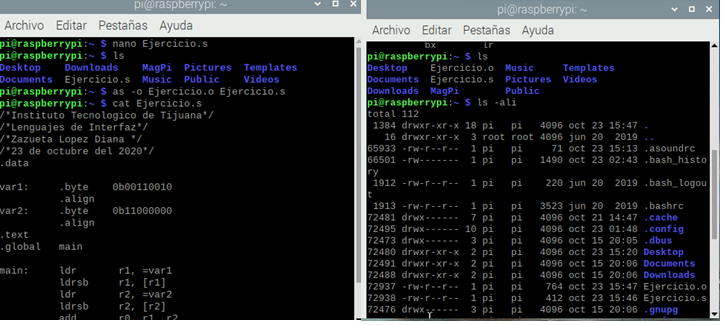 pi@raspberrypi: ~
Archivo Editar Pestañas Ayuda
pi@raspberrypi:~ $ nano Ejercicio.s
pi@raspberrypi:~ $ ls
Desktop Downloads MagPi Pictures Templates
Documents Ejercicio.s Music Public Videos
pi@raspberrypi:~ $ as -o Ejercicio.o Ejercicio.s
pi@raspberrypi:~ $ cat Ejercicio.s
/*Instituto Tecnologico de Tijuana*/
/*Lenguajes de Interfaz*/
/*Zazueta Lopez Diana */
/*23 de octubre del 2020*/
.data
var1: .byte 0b00110010
.align
var2: .byte 0b11000000
.align
.text
.global main
main: ldr r1, =var1
ldrsb r1, [r1]
ldr r2, =var2
ldrsb r2, [r2]
add r0, r1, r2
pi@raspberrypi: ~
Archivo Editar Pestañas Ayuda
bx lr
pi@raspberrypi:~ $ ls
Desktop Ejercicio.o Music Templates
Documents Ejercicio.s Pictures Videos
Downloads MagPi Public
pi@raspberrypi:~ $ ls -ali
total 112
1384 drwxr-xr-x 18 pi pi 4096 oct 23 15:47 .
16 drwxr-xr-x 3 root root 4096 jun 20 2019 ..
65933 -rw-r--r-- 1 pi pi 71 oct 23 15:13 .asoundrc
66501 -rw------- 1 pi pi 1490 oct 23 02:43 .bash_histo
ry
1912 -rw-r--r-- 1 pi pi 220 jun 20 2019 .bash_logou
t
1913 -rw-r--r-- 1 pi pi 3523 jun 20 2019 .bashrc
72481 drwx------ 7 pi pi 4096 oct 21 14:47 .cache
72495 drwx------ 10 pi pi 4096 oct 23 01:48 .config
72473 drwx------ 3 pi pi 4096 oct 15 20:05 .dbus
72480 drwxr-xr-x 2 pi pi 4096 oct 23 15:20 Desktop
72491 drwxr-xr-x 2 pi pi 4096 oct 15 20:06 Documents
72488 drwxr-xr-x 2 pi pi 4096 oct 15 20:06 Downloads
72937 -rw-r--r-- 1 pi pi 764 oct 23 15:47 Ejercicio.o
72938 -rw-r--r-- 1 pi pi 412 oct 23 15:46 Ejercicio.s
72476 drwx------ 3 pi pi 4096 oct 15 20:06 .gnupg